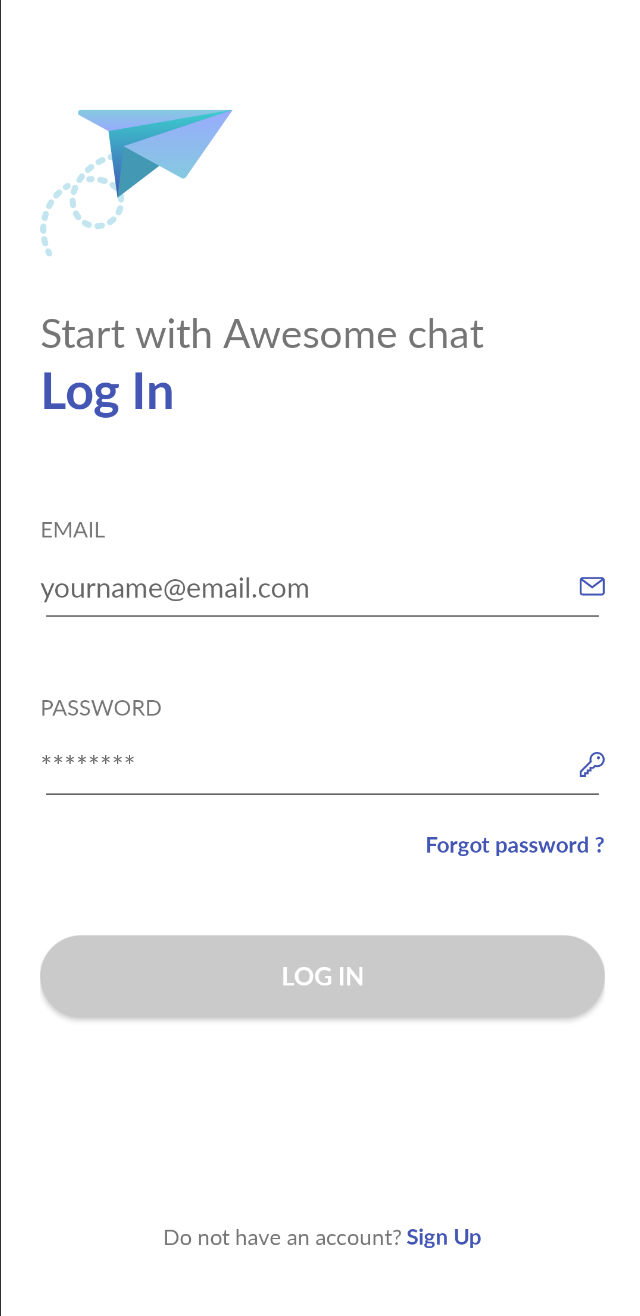 Start with Awesome chat
Log In
EMAIL
yourname@email.com
PASSWORD
********
Forgot password ?
LOG IN
Do not have an account? Sign Up